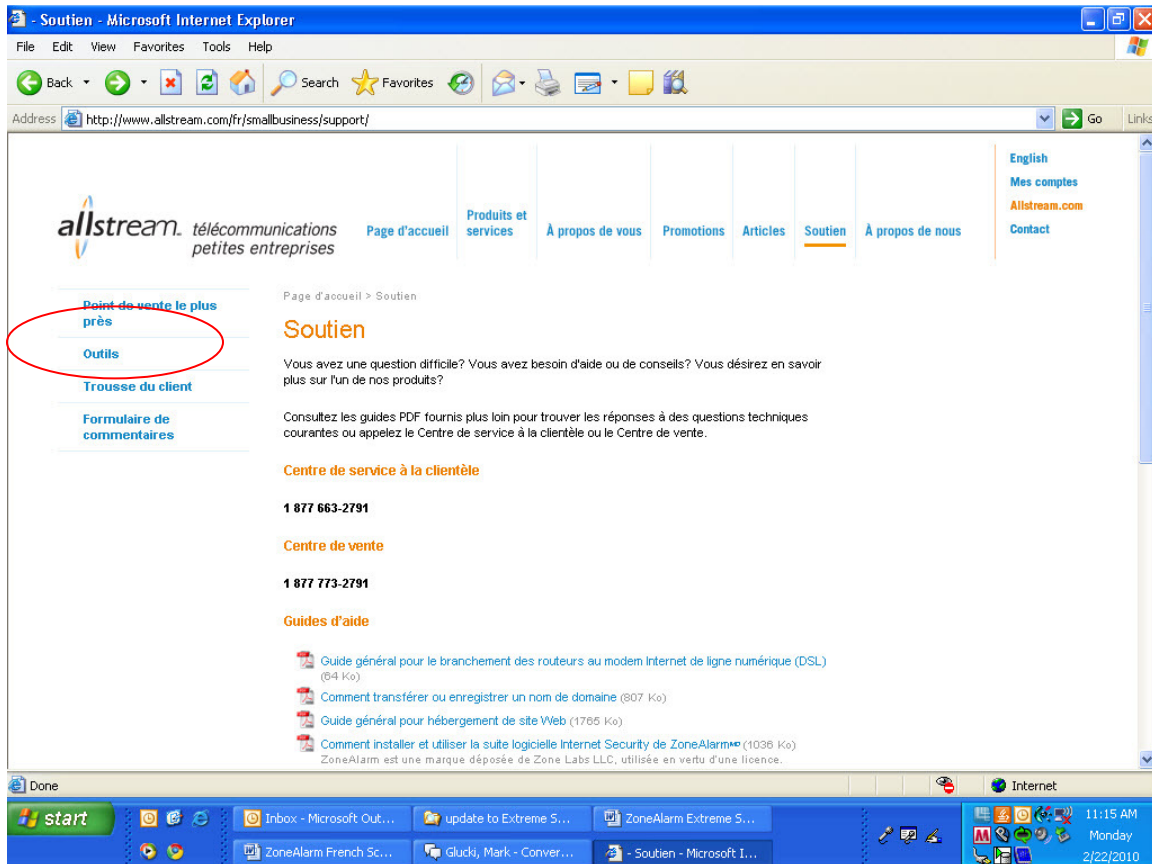 - Soutien - Microsoft Internet Explorer
File Edit View Favorites Tools Help
Back Search Favorites
Address http://www.allstream.com/fr/smallbusiness/support/ Go Links
English
Mes comptes
Allstream.com
Contact
allstream. télécommunications
petites entreprises
Page d'accueil
Produits et
services
À propos de vous
Promotions
Articles
Soutien
À propos de nous
Point de vente le plus
près
Outils
Trousse du client
Formulaire de
commentaires
Page d'accueil > Soutien
Soutien
Vous avez une question difficile? Vous avez besoin d'aide ou de conseils? Vous désirez en savoir
plus sur l'un de nos produits?
Consultez les guides PDF fournis plus loin pour trouver les réponses à des questions techniques
courantes ou appelez le Centre de service à la clientèle ou le Centre de vente.
Centre de service à la clientèle
1 877 663-2791
Centre de vente
1 877 773-2791
Guides d'aide
Guide général pour le branchement des routeurs au modem Internet de ligne numérique (DSL)
(64 Ko)
Comment transférer ou enregistrer un nom de domaine (807 Ko)
Guide général pour hébergement de site Web (1765 Ko)
Comment installer et utiliser la suite logicielle Internet Security de ZoneAlarmMD (1036 Ko)
ZoneAlarm est une marque déposée de Zone Labs LLC, utilisée en vertu d'une licence.
Done Internet
start
Inbox - Microsoft Out...
update to Extreme S...
ZoneAlarm Extreme S...
ZoneAlarm French Sc...
Glucki, Mark - Conver...
- Soutien - Microsoft I...
11:15 AM
Monday
2/22/2010